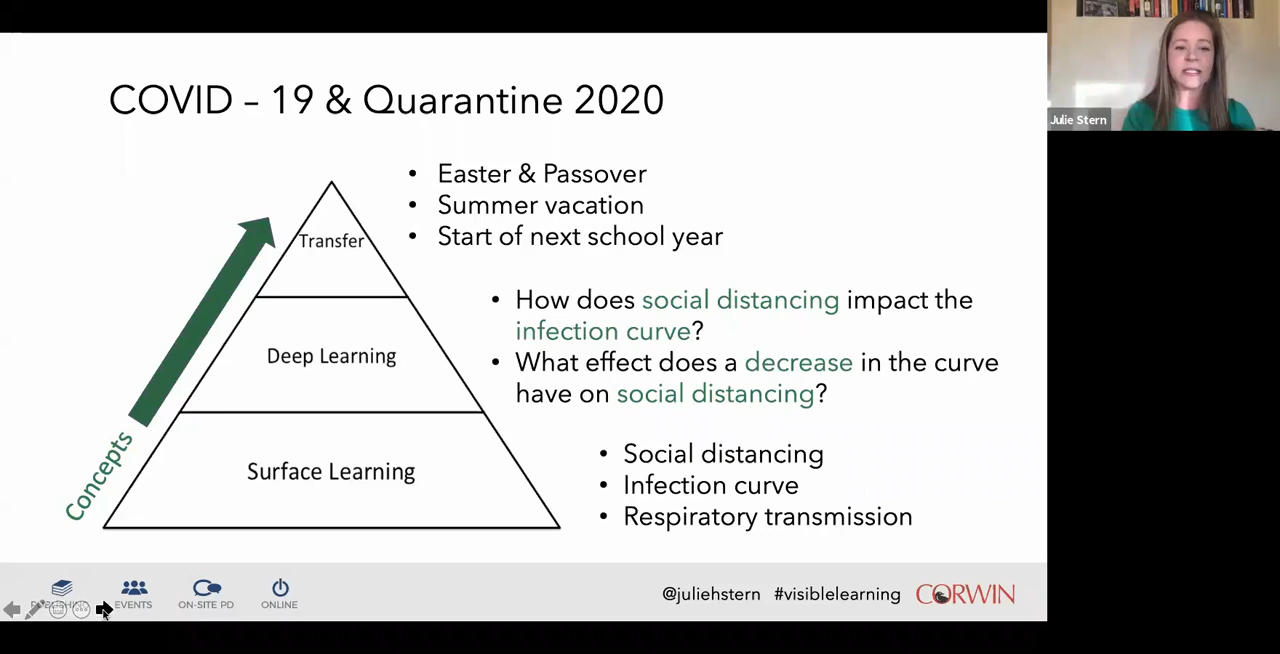 COVID – 19 & Quarantine 2020
Julie Stern
• Easter & Passover
• Summer vacation
• Start of next school year
Transfer
• How does social distancing impact the
infection curve?
• What effect does a decrease in the curve
have on social distancing?
Deep Learning
Concepts
• Social distancing
• Infection curve
• Respiratory transmission
Surface Learning
PUBLISHING
EVENTS
ON-SITE PD
ONLINE
@juliehstern #visiblelearning
CORWIN